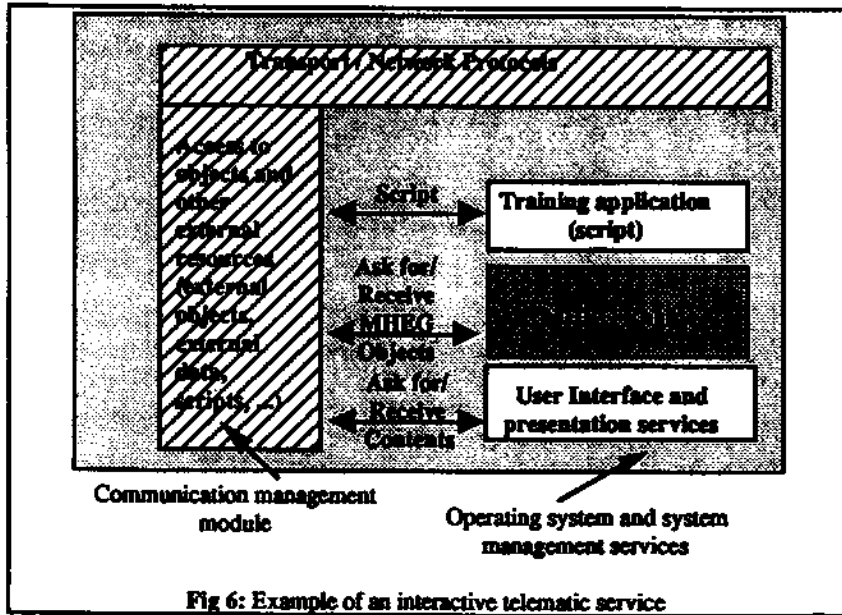 Transport / Network Protocols
Access to
objects and
other
external
resources
(external
objects,
external
data,
scripts, ...)
Script
Training application
(script)
Ask for/
Receive
MHEG
Objects
Ask for/
Receive
Contents
User Interface and
presentation services
Communication management
module
Operating system and system
management services
Fig 6: Example of an interactive telematic service